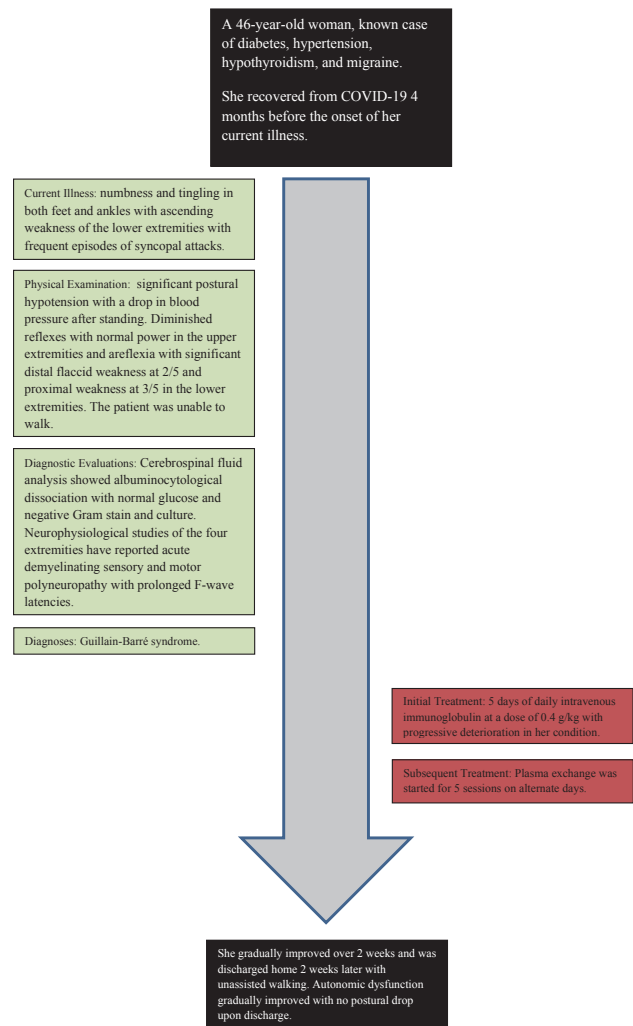 A 46-year-old woman, known case
of diabetes, hypertension,
hypothyroidism, and migraine.
She recovered from COVID-19 4
months before the onset of her
current illness.
Current Illness: numbness and tingling in
both feet and ankles with ascending
weakness of the lower extremities with
frequent episodes of syncopal attacks.
Physical Examination: significant postural
hypotension with a drop in blood
pressure after standing. Diminished
reflexes with normal power in the upper
extremities and areflexia with significant
distal flaccid weakness at 2/5 and
proximal weakness at 3/5 in the lower
extremities. The patient was unable to
walk.
Diagnostic Evaluations: Cerebrospinal fluid
analysis showed albuminocytological
dissociation with normal glucose and
negative Gram stain and culture.
Neurophysiological studies of the four
extremities have reported acute
demyelinating sensory and motor
polyneuropathy with prolonged F-wave
latencies.
Diagnoses: Guillain-Barré syndrome.
Initial Treatment: 5 days of daily intravenous
immunoglobulin at a dose of 0.4 g/kg with
progressive deterioration in her condition.
Subsequent Treatment: Plasma exchange was
started for 5 sessions on alternate days.
She gradually improved over 2 weeks and was
discharged home 2 weeks later with
unassisted walking. Autonomic dysfunction
gradually improved with no postural drop
upon discharge.